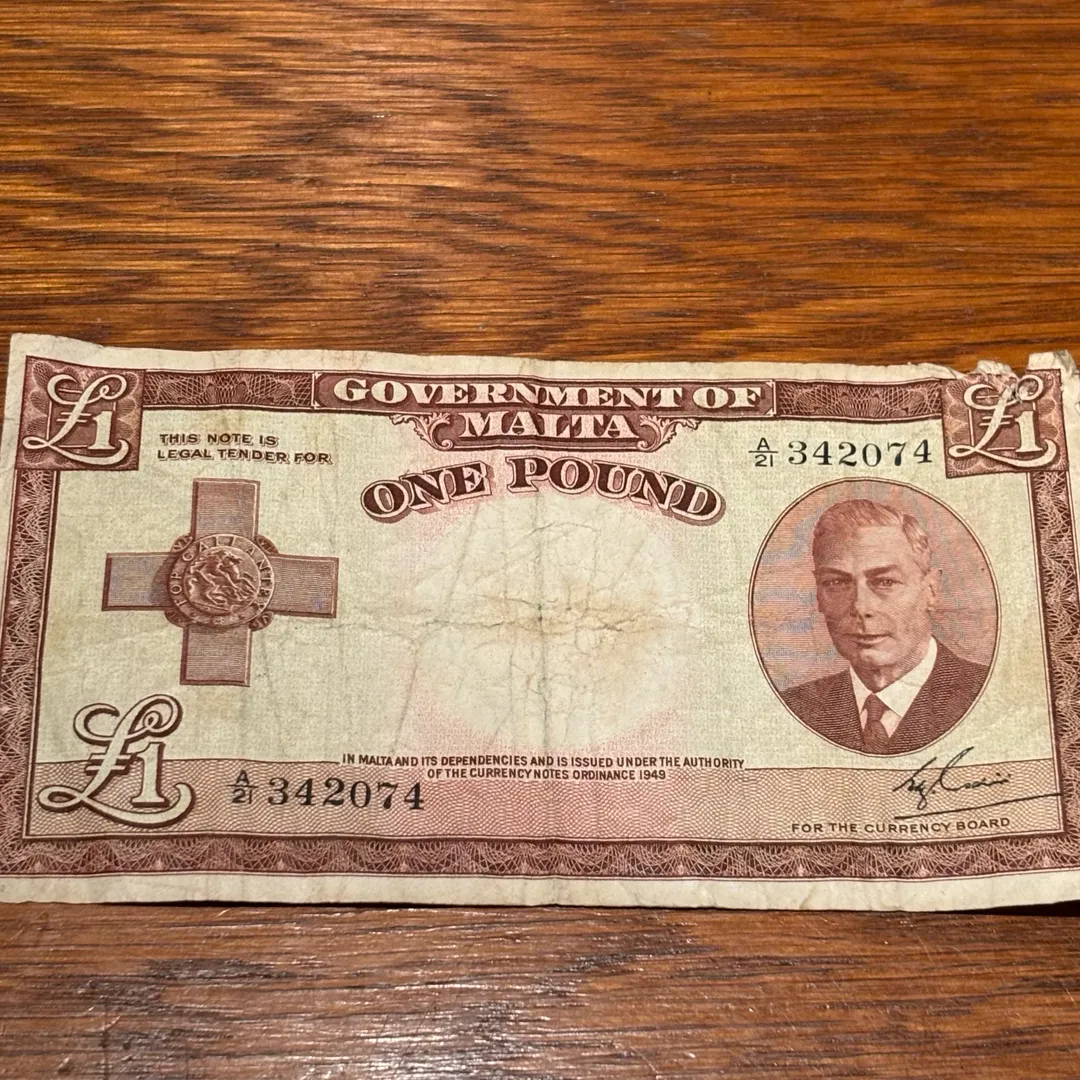 £1
GOVERNMENT OF
MALTA
£1
THIS NOTE IS
LEGAL TENDER FOR
A/21 342074
ONE POUND
FOR GALLANTRY
£1
IN MALTA AND ITS DEPENDENCIES AND IS ISSUED UNDER THE AUTHORITY
OF THE CURRENCY NOTES ORDINANCE 1949
A/21 342074
FOR THE CURRENCY BOARD